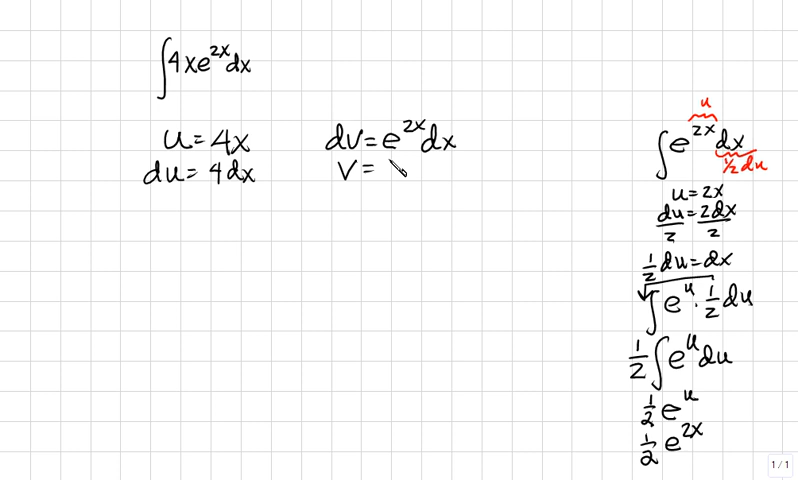 ∫4xe^{2x}dx
u = 4x
du = 4dx
dv = e^{2x}dx
v =
u
∫e^{2x}dx
½du
u = 2x
du/2 = 2dx/2
½du = dx
∫e^u · ½du
½∫e^u du
½e^u
½e^{2x}
1 / 1